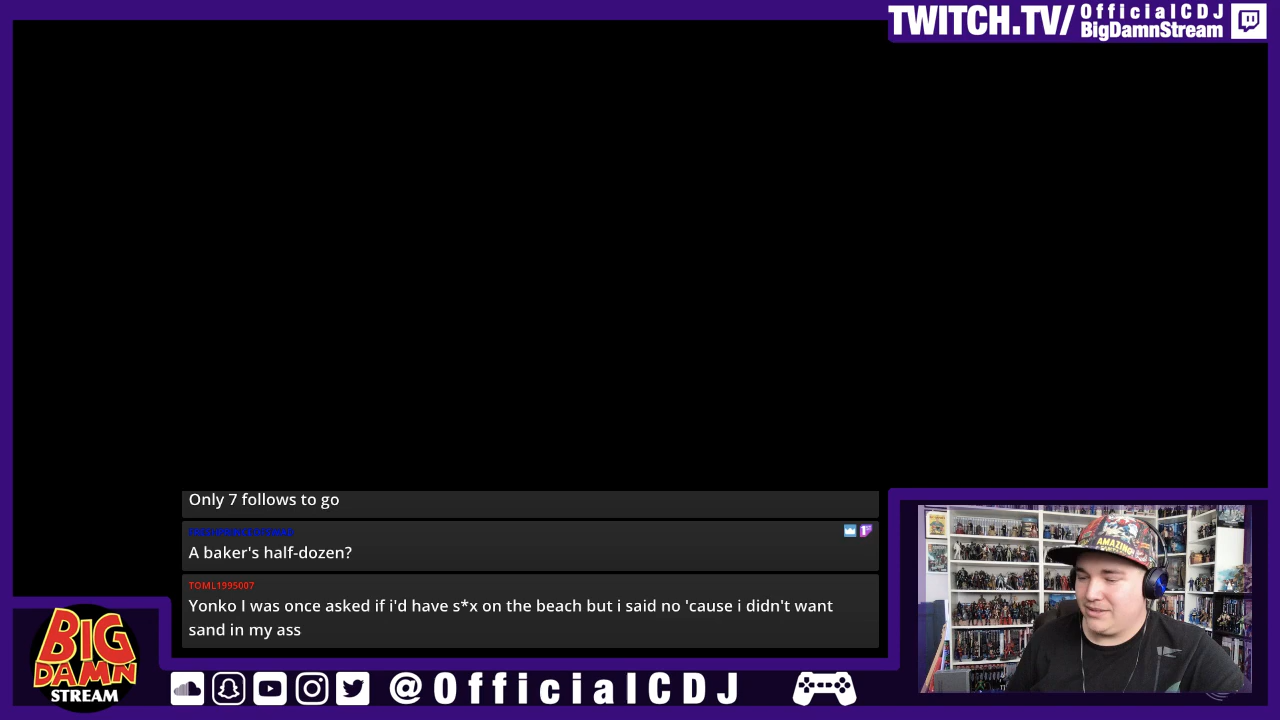 TWITCH.TV/ OfficialCDJ
BigDamnStream
Only 7 follows to go
A baker's half-dozen?
TOML1995007
Yonko I was once asked if i'd have s*x on the beach but i said no 'cause i didn't want
sand in my ass
AMAZING
BIG
DAMN
STREAM
@OfficialCDJ